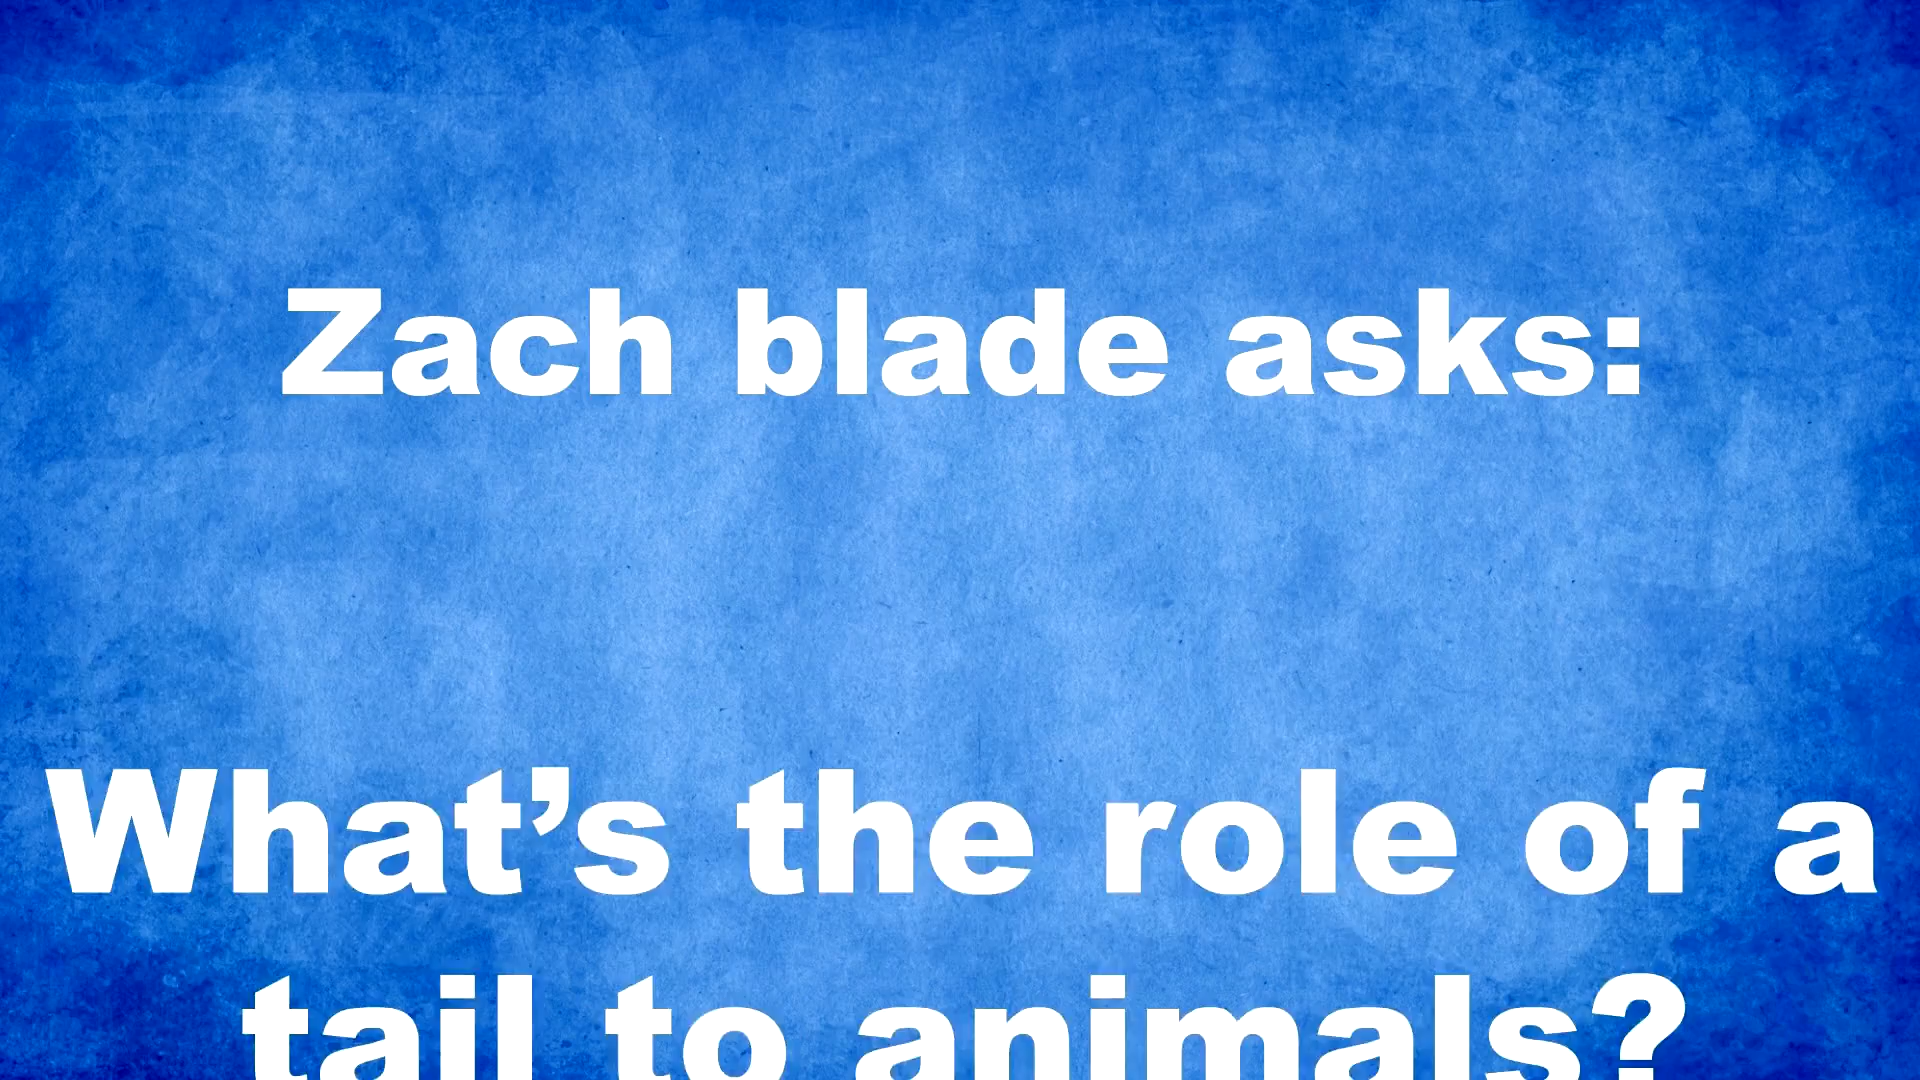 Zach blade asks:
What’s the role of a
tail to animals?